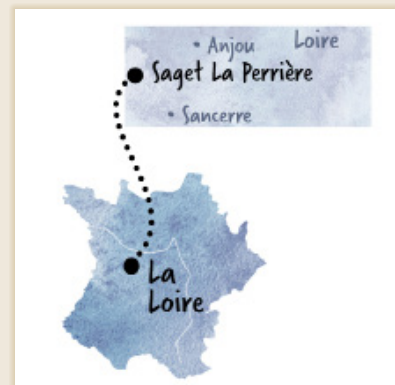 Anjou Loire
Saget La Perrière
Sancerre
La
Loire